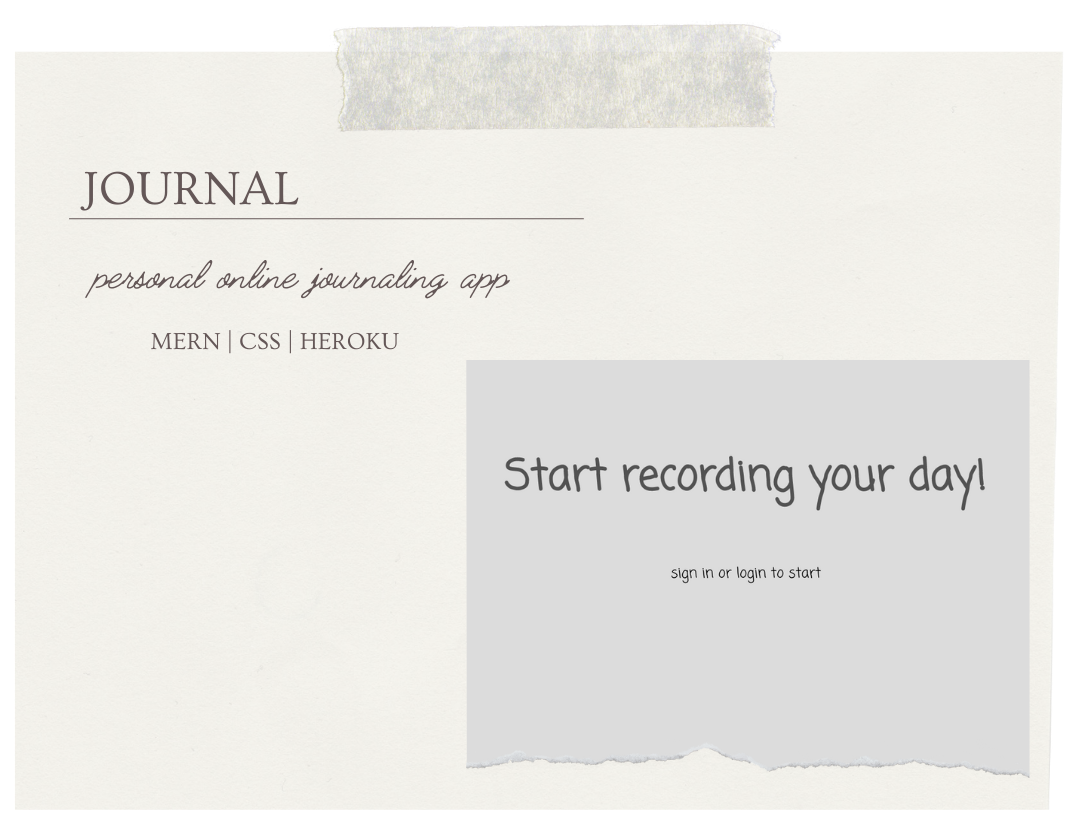 JOURNAL
personal online journaling app
MERN | CSS | HEROKU
Start recording your day!
sign in or login to start